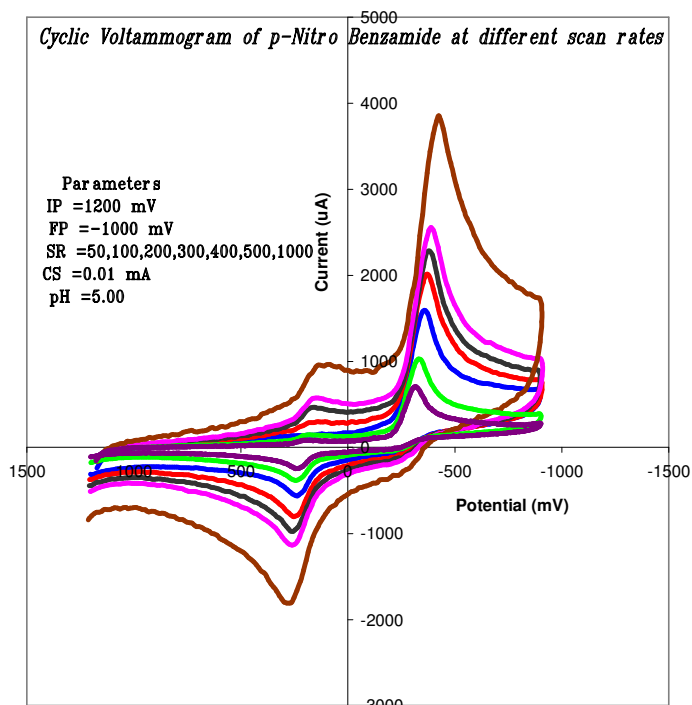 5000
Cyclic Voltammogram of p-Nitro Benzamide at different scan rates
4000
Parameters
IP =1200 mV
FP =-1000 mV
SR =50,100,200,300,400,500,1000
CS =0.01 mA
pH =5.00
3000
Current (uA)
2000
1000
0
1500 1000 500 0 -500 -1000 -1500
Potential (mV)
-1000
-2000
-3000